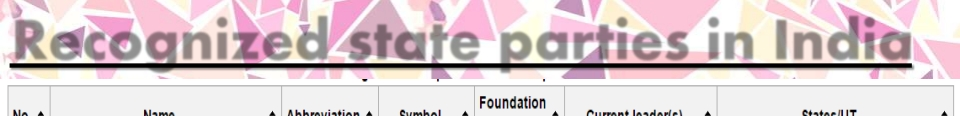 Recognized state parties in India
Foundation
No. Name Abbreviation Symbol Current leader(s) States/UT